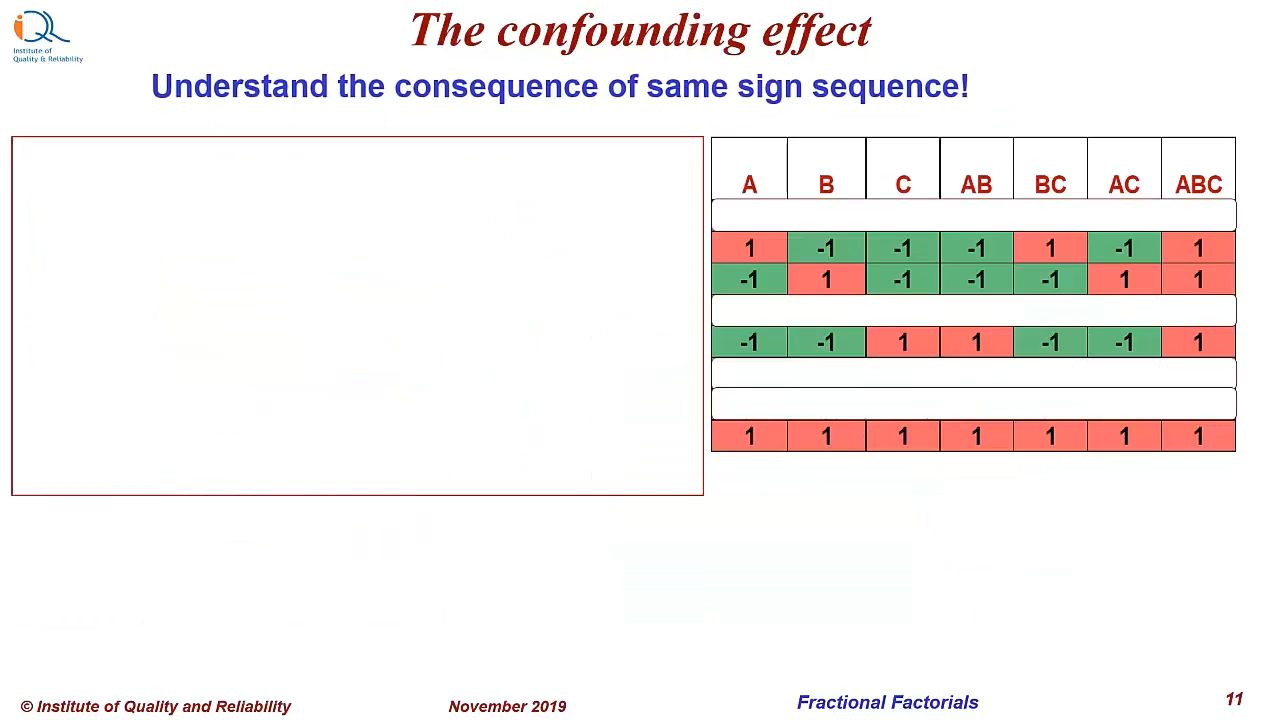 iQR
Institute of
Quality & Reliability
The confounding effect
Understand the consequence of same sign sequence!
A B C AB BC AC ABC
1 -1 -1 -1 1 -1 1
-1 1 -1 -1 -1 1 1
-1 -1 1 1 -1 -1 1
1 1 1 1 1 1 1
© Institute of Quality and Reliability
November 2019
Fractional Factorials
11